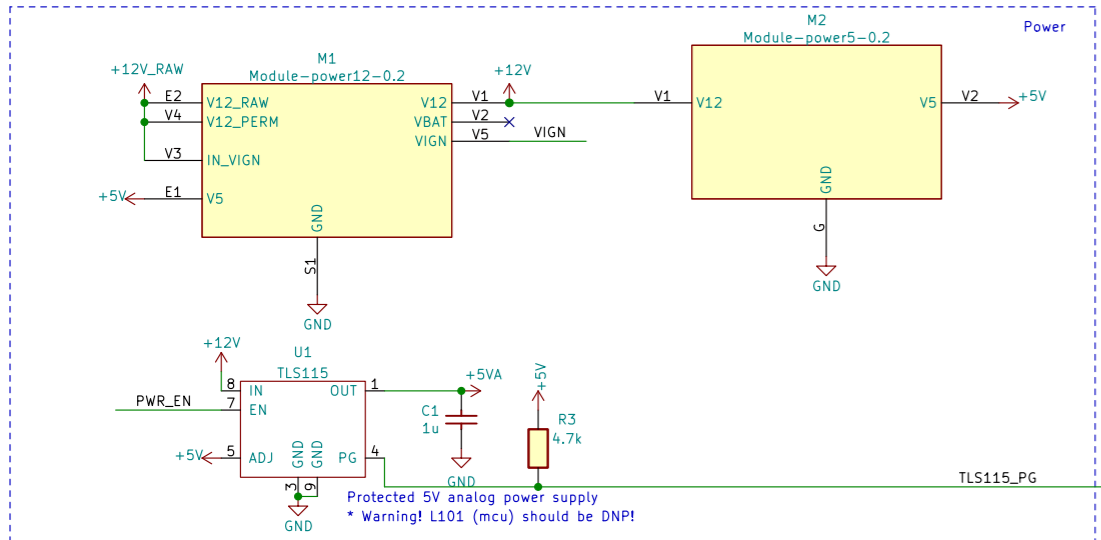 Power
M1
Module-power12-0.2
+12V_RAW
E2
V12_RAW
V4
V12_PERM
V3
IN_VIGN
+5V
E1
V5
GND
S1
GND
V12
V1
+12V
VBAT
V2
VIGN
V5
VIGN
M2
Module-power5-0.2
V1
V12
V5
V2
+5V
GND
G
GND
+12V
U1
TLS115
8
IN
OUT
1
+5VA
PWR_EN
7
EN
C1
1u
GND
+5V
5
ADJ
GND
GND
PG
4
3
9
GND
+5V
R3
4.7k
TLS115_PG
Protected 5V analog power supply
* Warning! L101 (mcu) should be DNP!